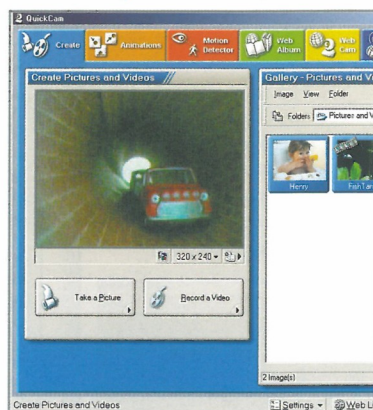 QuickCam
Create Animations Motion Detector Web Album Web Cam
Create Pictures and Videos
Gallery - Pictures and Vi
Image View Folder
Folders Pictures and V
Henry FishTan
320 x 240
Take a Picture Record a Video
2 Image(s)
Create Pictures and Videos Settings Web Li